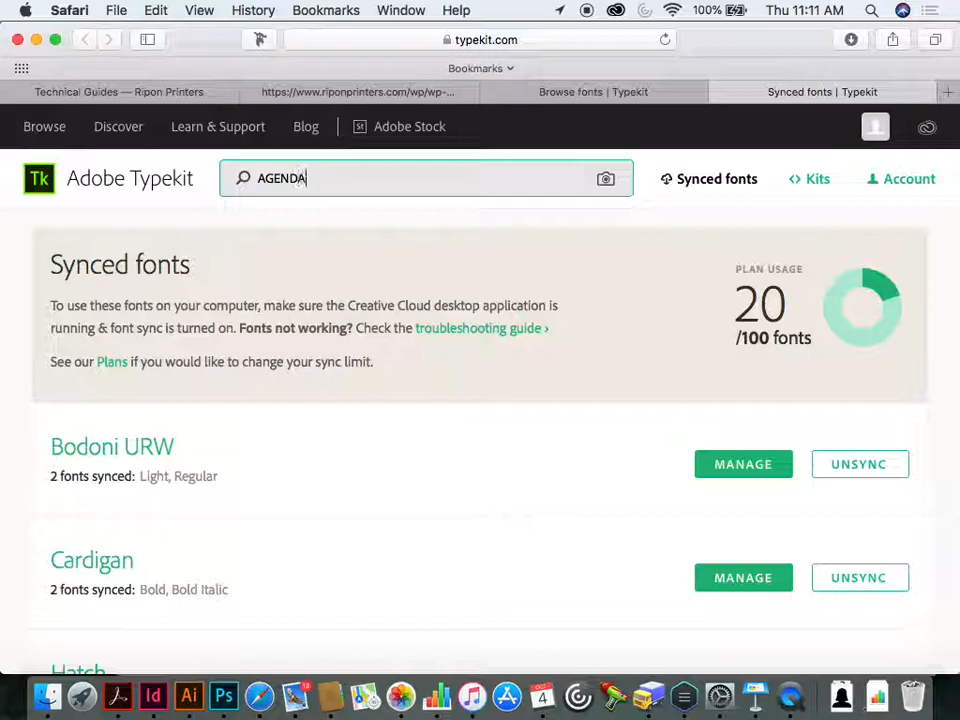 Safari File Edit View History Bookmarks Window Help 100% Thu 11:11 AM
typekit.com
Bookmarks
Technical Guides — Ripon Printers https://www.riponprinters.com/wp/wp-... Browse fonts | Typekit Synced fonts | Typekit
Browse Discover Learn & Support Blog St Adobe Stock
Tk Adobe Typekit AGENDA Synced fonts Kits Account
Synced fonts
PLAN USAGE
20
/100 fonts
To use these fonts on your computer, make sure the Creative Cloud desktop application is
running & font sync is turned on. Fonts not working? Check the troubleshooting guide ›
See our Plans if you would like to change your sync limit.
Bodoni URW
2 fonts synced: Light, Regular
MANAGE UNSYNC
Cardigan
2 fonts synced: Bold, Bold Italic
MANAGE UNSYNC
Hatch
Id Ai Ps